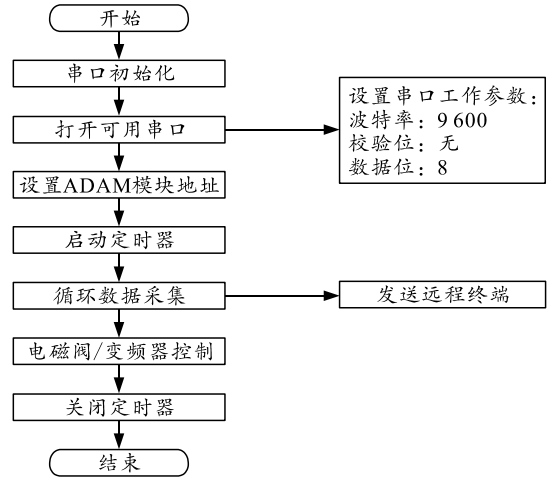 开始
串口初始化
打开可用串口
设置串口工作参数：
波特率：9 600
校验位：无
数据位：8
设置ADAM模块地址
启动定时器
循环数据采集
发送远程终端
电磁阀/变频器控制
关闭定时器
结束